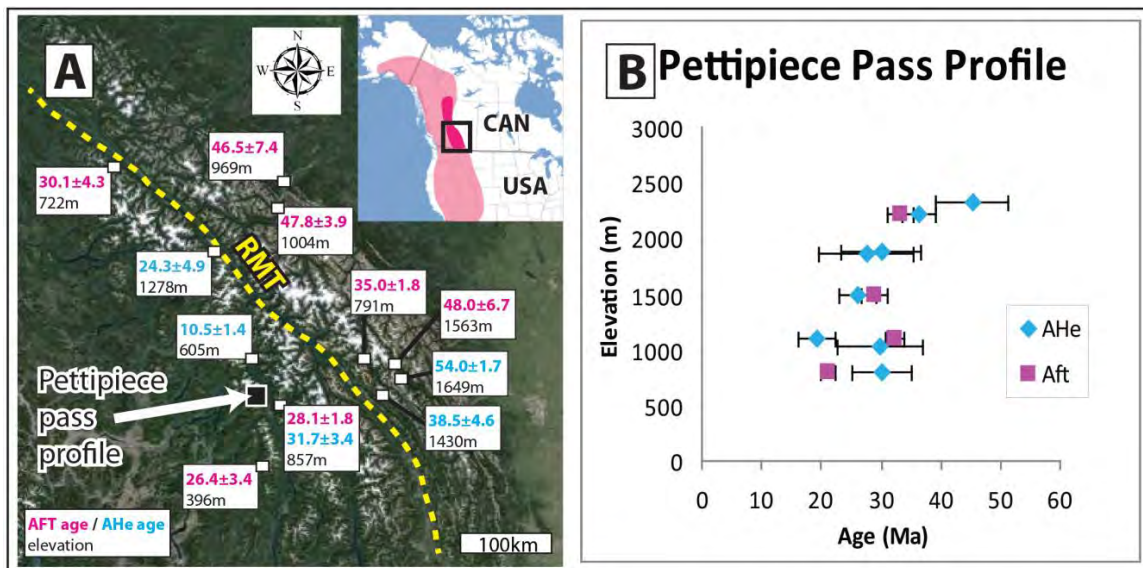 A
N
W
E
S
CAN
USA
46.5±7.4
969m
30.1±4.3
722m
47.8±3.9
1004m
RMT
24.3±4.9
1278m
35.0±1.8
791m
48.0±6.7
1563m
10.5±1.4
605m
54.0±1.7
1649m
Pettipiece
pass
profile
28.1±1.8
31.7±3.4
857m
38.5±4.6
1430m
26.4±3.4
396m
AFT age / AHe age
elevation
100km
B Pettipiece Pass Profile
3000
2500
2000
1500
1000
500
0
Elevation (m)
AHe
Aft
0 10 20 30 40 50 60
Age (Ma)